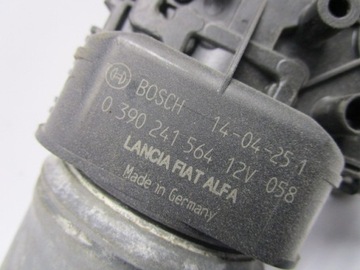 BOSCH 14-04-25 1
0 390 241 564 12V 058
LANCIA FIAT ALFA
Made in Germany